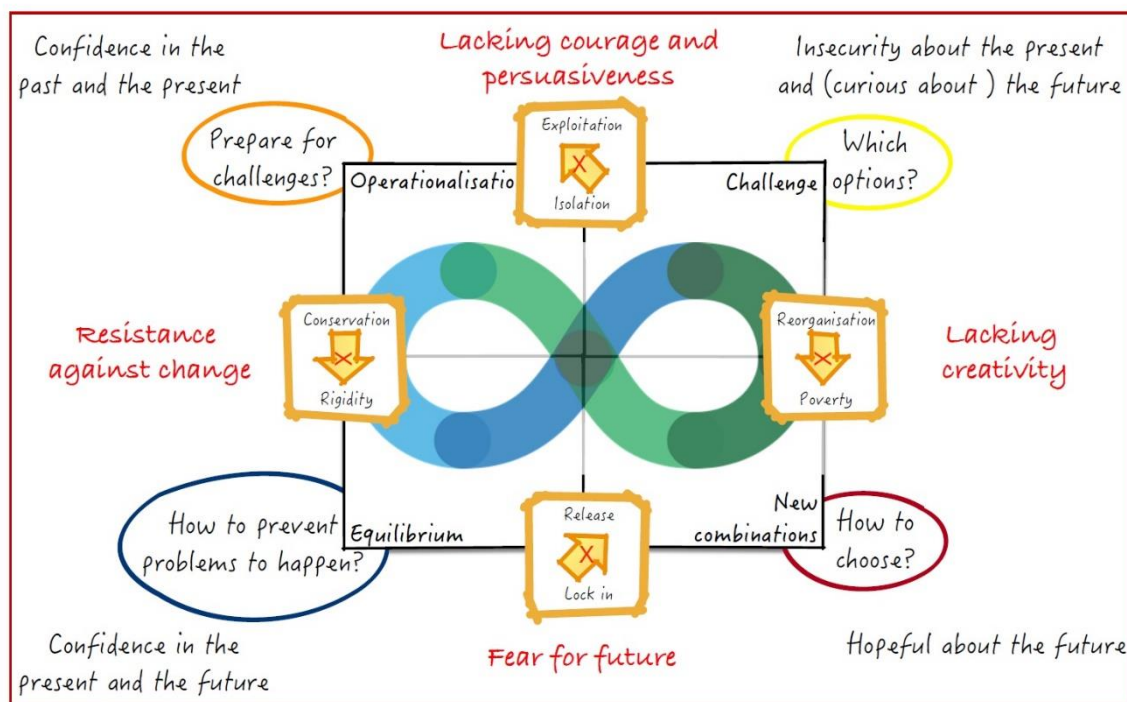 Confidence in the
past and the present
Lacking courage and
persuasiveness
Insecurity about the present
and (curious about ) the future
Prepare for
challenges?
Exploitation
X
Isolation
Which
options?
Operationalisatio
Challenge
Resistance
against change
Conservation
X
Rigidity
Reorganisation
X
Poverty
Lacking
creativity
How to prevent
problems to happen?
Equilibrium
Release
X
Lock in
New
combinations
How to
choose?
Confidence in the
present and the future
Fear for future
Hopeful about the future